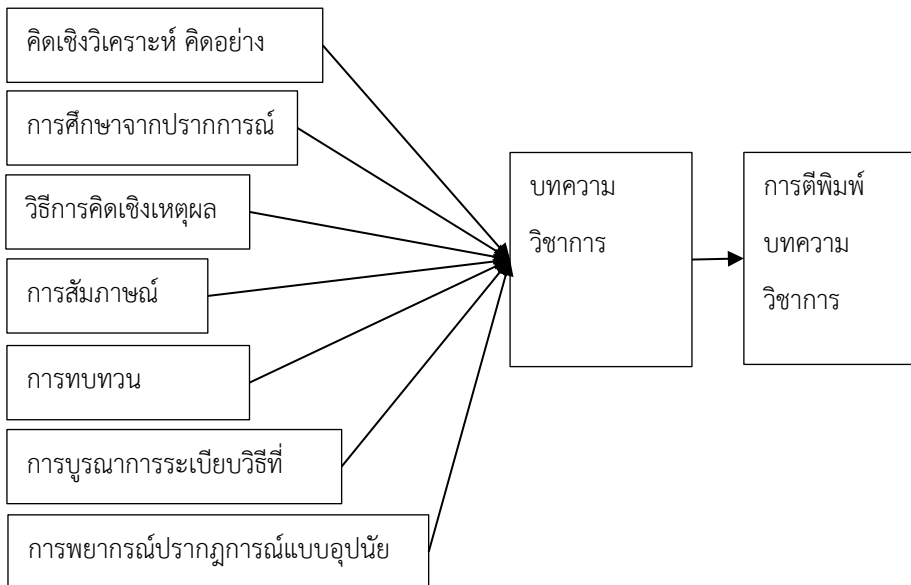 คิดเชิงวิเคราะห์ คิดอย่าง
การศึกษาจากปรากการณ์
วิธีการคิดเชิงเหตุผล
การสัมภาษณ์
การทบทวน
การบูรณาการระเบียบวิธีที่
การพยากรณ์ปรากฏการณ์แบบอุปนัย
บทความ
วิชาการ
การตีพิมพ์
บทความ
วิชาการ